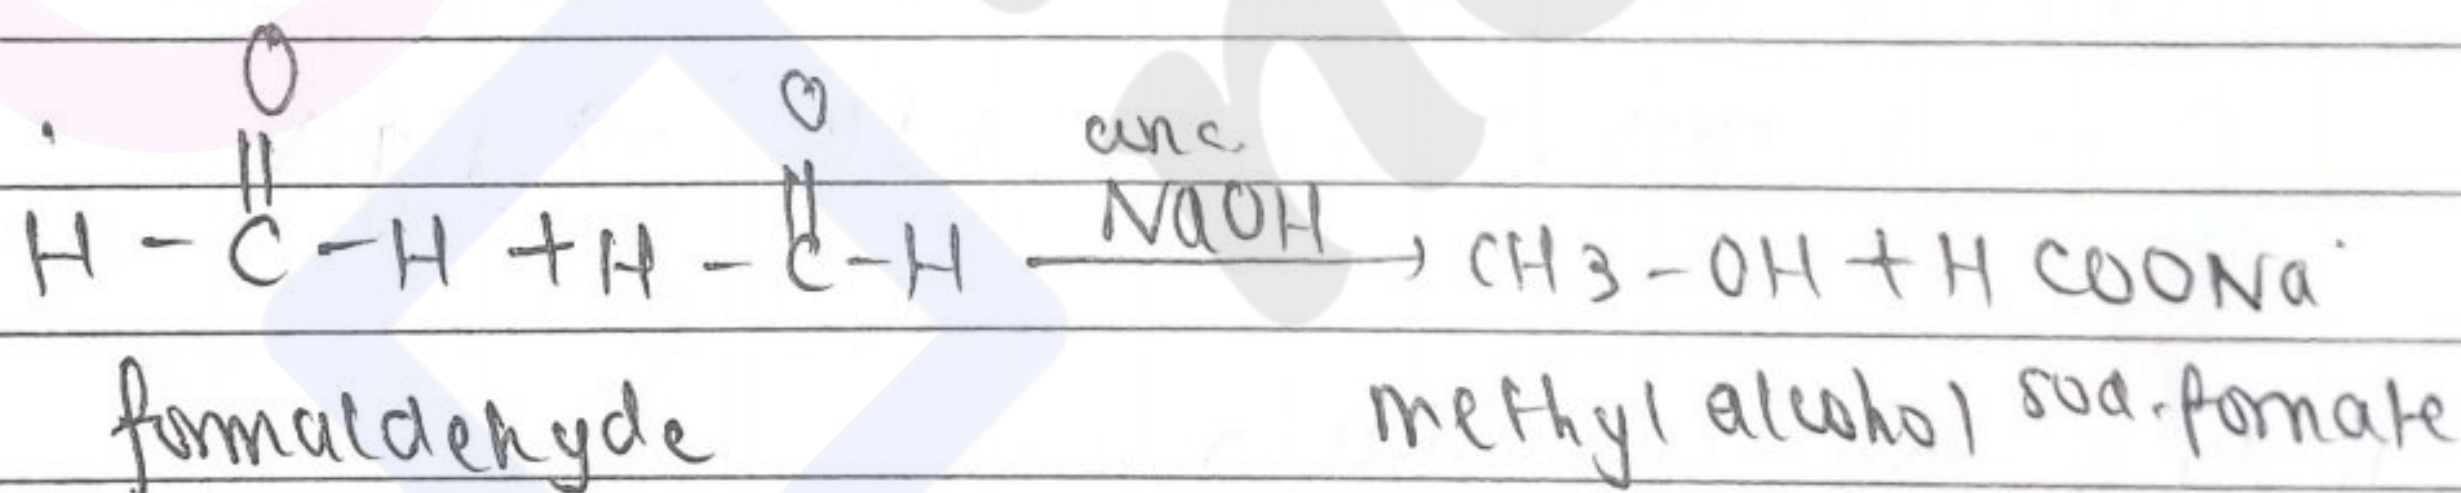 O O
|| ||
conc.
H - C - H + H - C - H NaOH → CH3 - OH + H COONa
formaldehyde methyl alcohol sod. formate